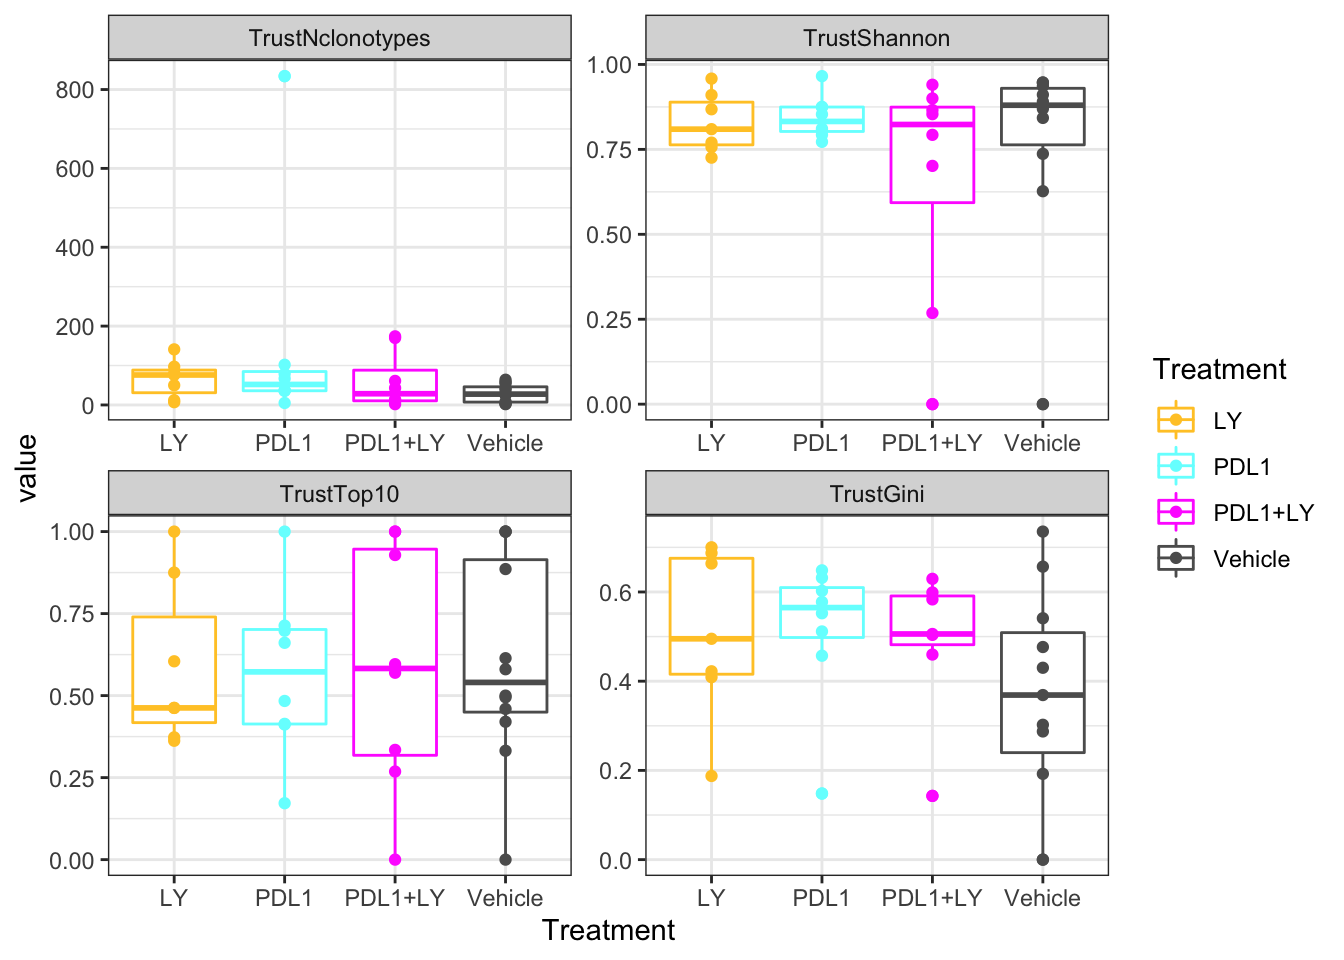 TrustNclonotypes
TrustShannon
800
600
400
200
0
1.00
0.75
0.50
0.25
0.00
LY PDL1 PDL1+LY Vehicle
LY PDL1 PDL1+LY Vehicle
value
TrustTop10
TrustGini
1.00
0.75
0.50
0.25
0.00
0.6
0.4
0.2
0.0
LY PDL1 PDL1+LY Vehicle
LY PDL1 PDL1+LY Vehicle
Treatment
Treatment
LY
PDL1
PDL1+LY
Vehicle